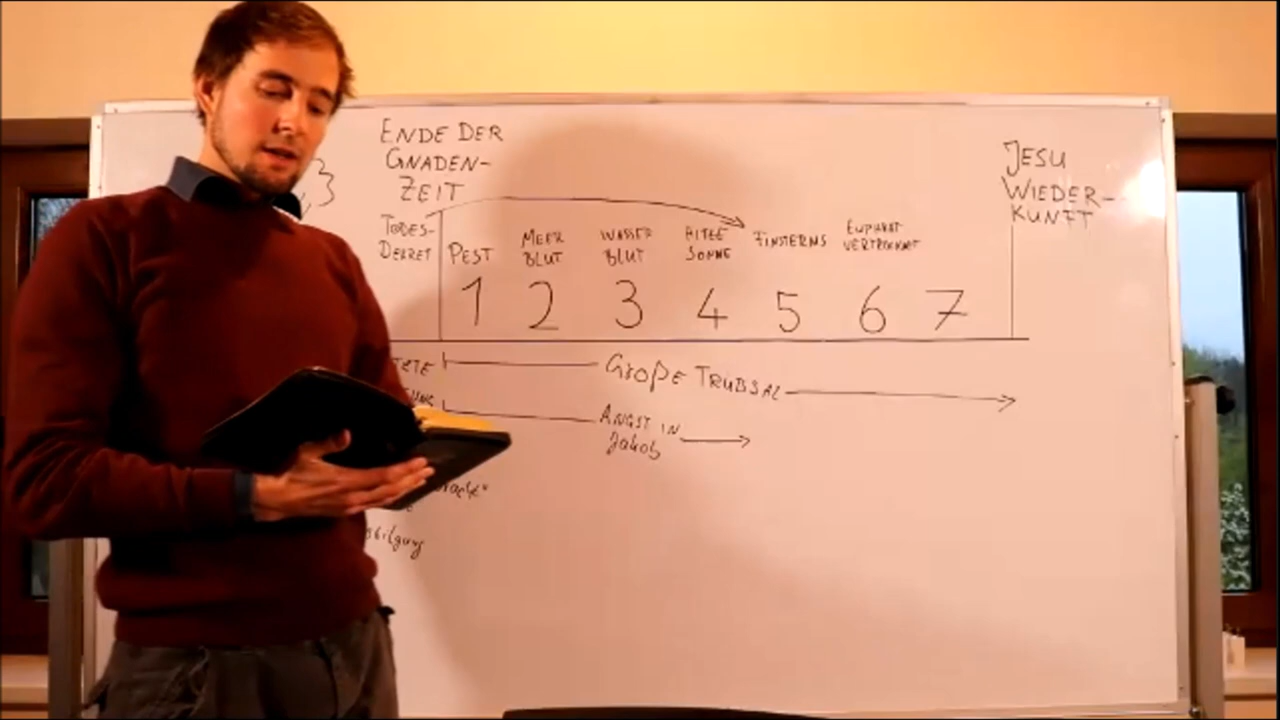 ENDE DER
GNADEN-
ZEIT
JESU
WIEDER-
KUNFT
TODES-
DEKRET
PEST
MEER
BLUT
WASSER
BLUT
HITZE
SONNE
FINSTERNIS
EUPHRAT
VERTROCKNET
1 2 3 4 5 6 7
GROßE TRÜBSAL
ANGST IN
Jakob
3